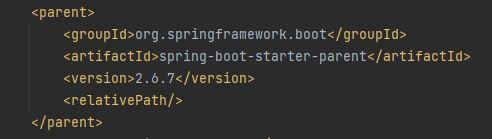 <parent>
<groupId>org.springframework.boot</groupId>
<artifactId>spring-boot-starter-parent</artifactId>
<version>2.6.7</version>
<relativePath/>
</parent>